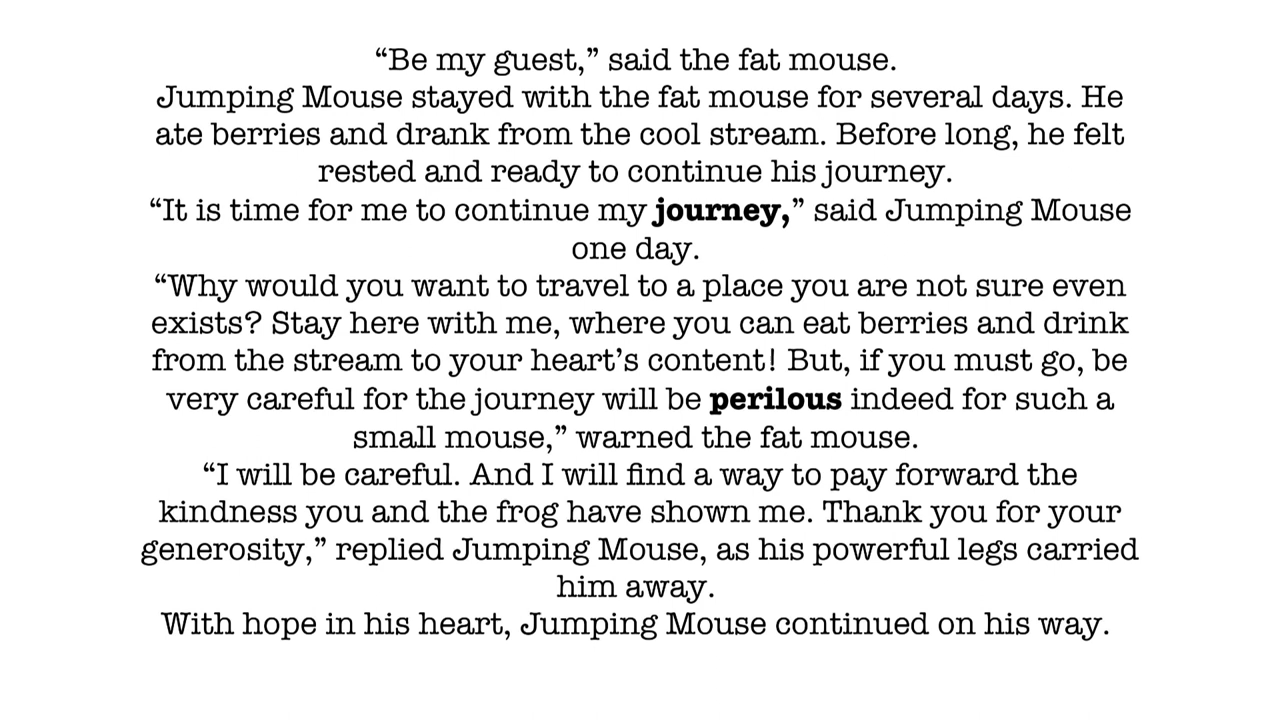 “Be my guest,” said the fat mouse.
Jumping Mouse stayed with the fat mouse for several days. He
ate berries and drank from the cool stream. Before long, he felt
rested and ready to continue his journey.
“It is time for me to continue my journey,” said Jumping Mouse
one day.
“Why would you want to travel to a place you are not sure even
exists? Stay here with me, where you can eat berries and drink
from the stream to your heart’s content! But, if you must go, be
very careful for the journey will be perilous indeed for such a
small mouse,” warned the fat mouse.
“I will be careful. And I will find a way to pay forward the
kindness you and the frog have shown me. Thank you for your
generosity,” replied Jumping Mouse, as his powerful legs carried
him away.
With hope in his heart, Jumping Mouse continued on his way.